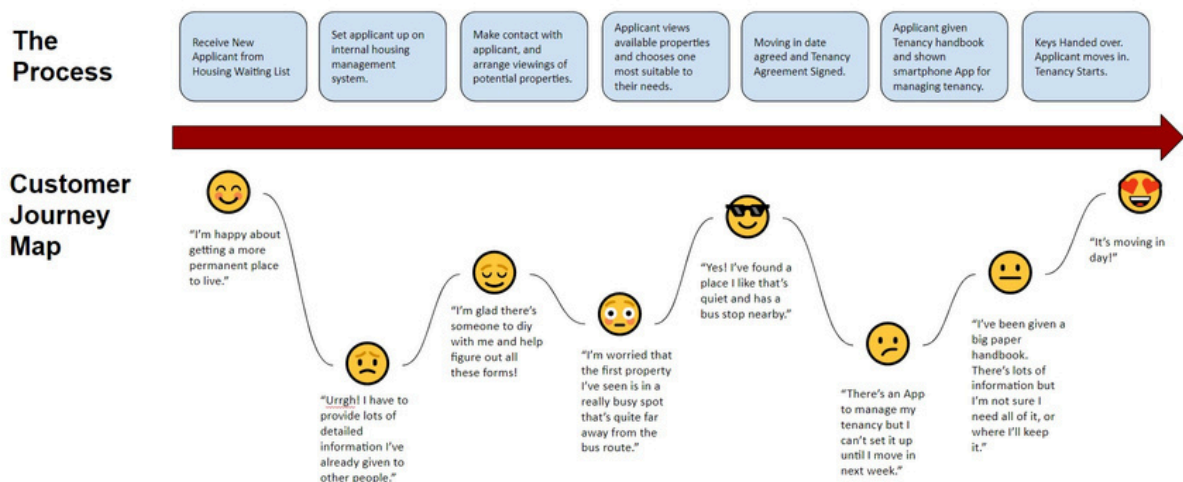 The
Process
Receive New
Applicant from
Housing Waiting List
Set applicant up on
internal housing
management
system.
Make contact with
applicant, and
arrange viewings of
potential properties.
Applicant views
available properties
and chooses one
most suitable to
their needs.
Moving in date
agreed and Tenancy
Agreement Signed.
Applicant given
Tenancy handbook
and shown
smartphone App for
managing tenancy.
Keys Handed over.
Applicant moves in.
Tenancy Starts.
Customer
Journey
Map
“I’m happy about
getting a more
permanent place
to live.”
“Urrgh! I have to
provide lots of
detailed
information I’ve
already given to
other people.”
“I’m glad there’s
someone to diy
with me and help
figure out all
these forms!
“I’m worried that
the first property
I’ve seen is in a
really busy spot
that’s quite far
away from the
bus route.”
“Yes! I’ve found a
place I like that’s
quiet and has a
bus stop nearby.”
“There’s an App
to manage my
tenancy but I
can’t set it up
until I move in
next week.”
“I’ve been given a
big paper
handbook.
There’s lots of
information but
I’m not sure I
need all of it, or
where I’ll keep
it.”
“It’s moving in
day!”